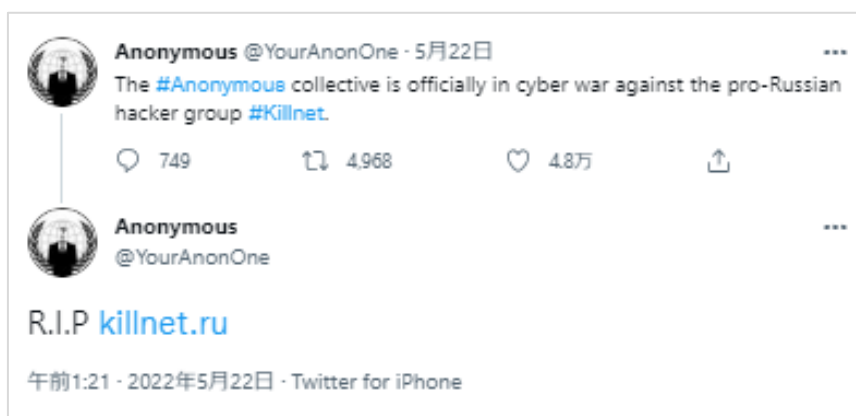 Anonymous @YourAnonOne · 5月22日
The #Anonymous collective is officially in cyber war against the pro-Russian
hacker group #Killnet.
749 4,968 4.8万
Anonymous
@YourAnonOne
R.I.P killnet.ru
午前1:21 · 2022年5月22日 · Twitter for iPhone